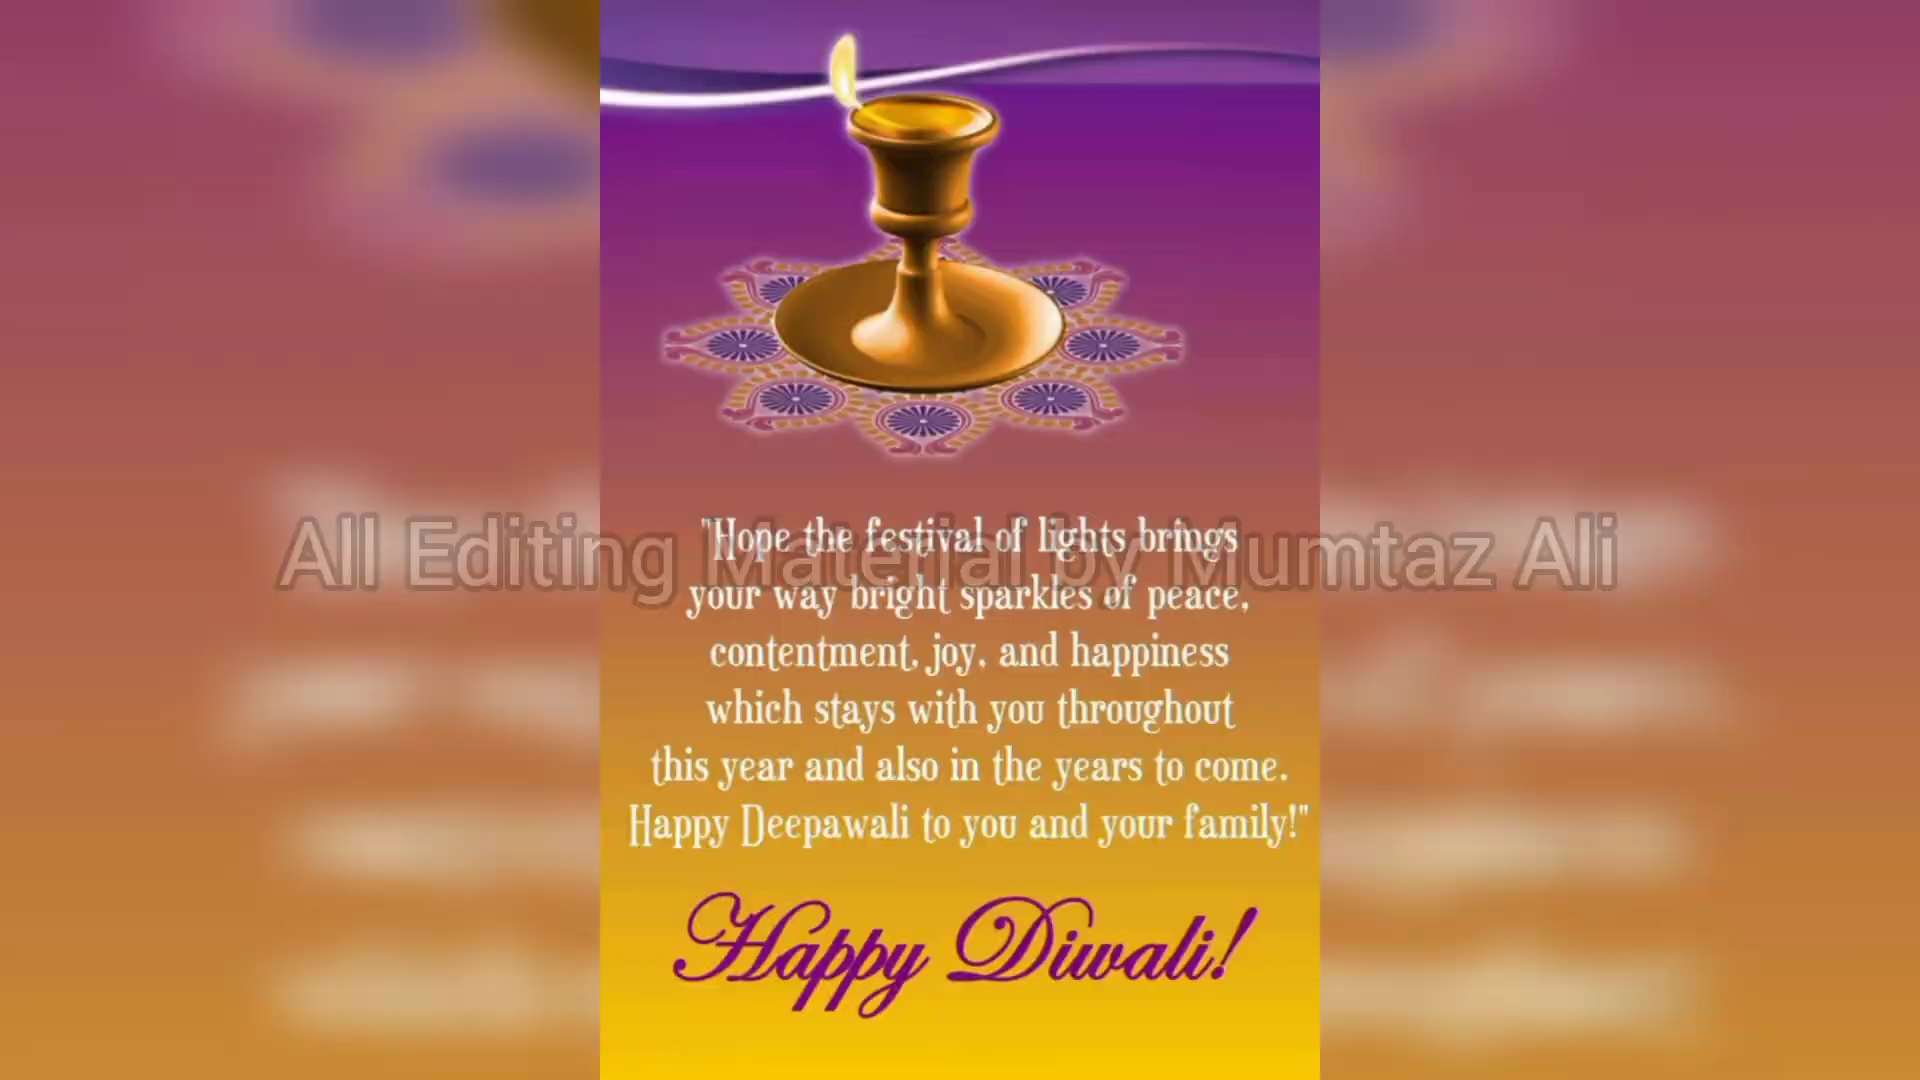 "Hope the festival of lights brings
All Editing Material by Mumtaz Ali
your way bright sparkles of peace,
contentment, joy, and happiness
which stays with you throughout
this year and also in the years to come.
Happy Deepawali to you and your family!"
Happy Diwali!